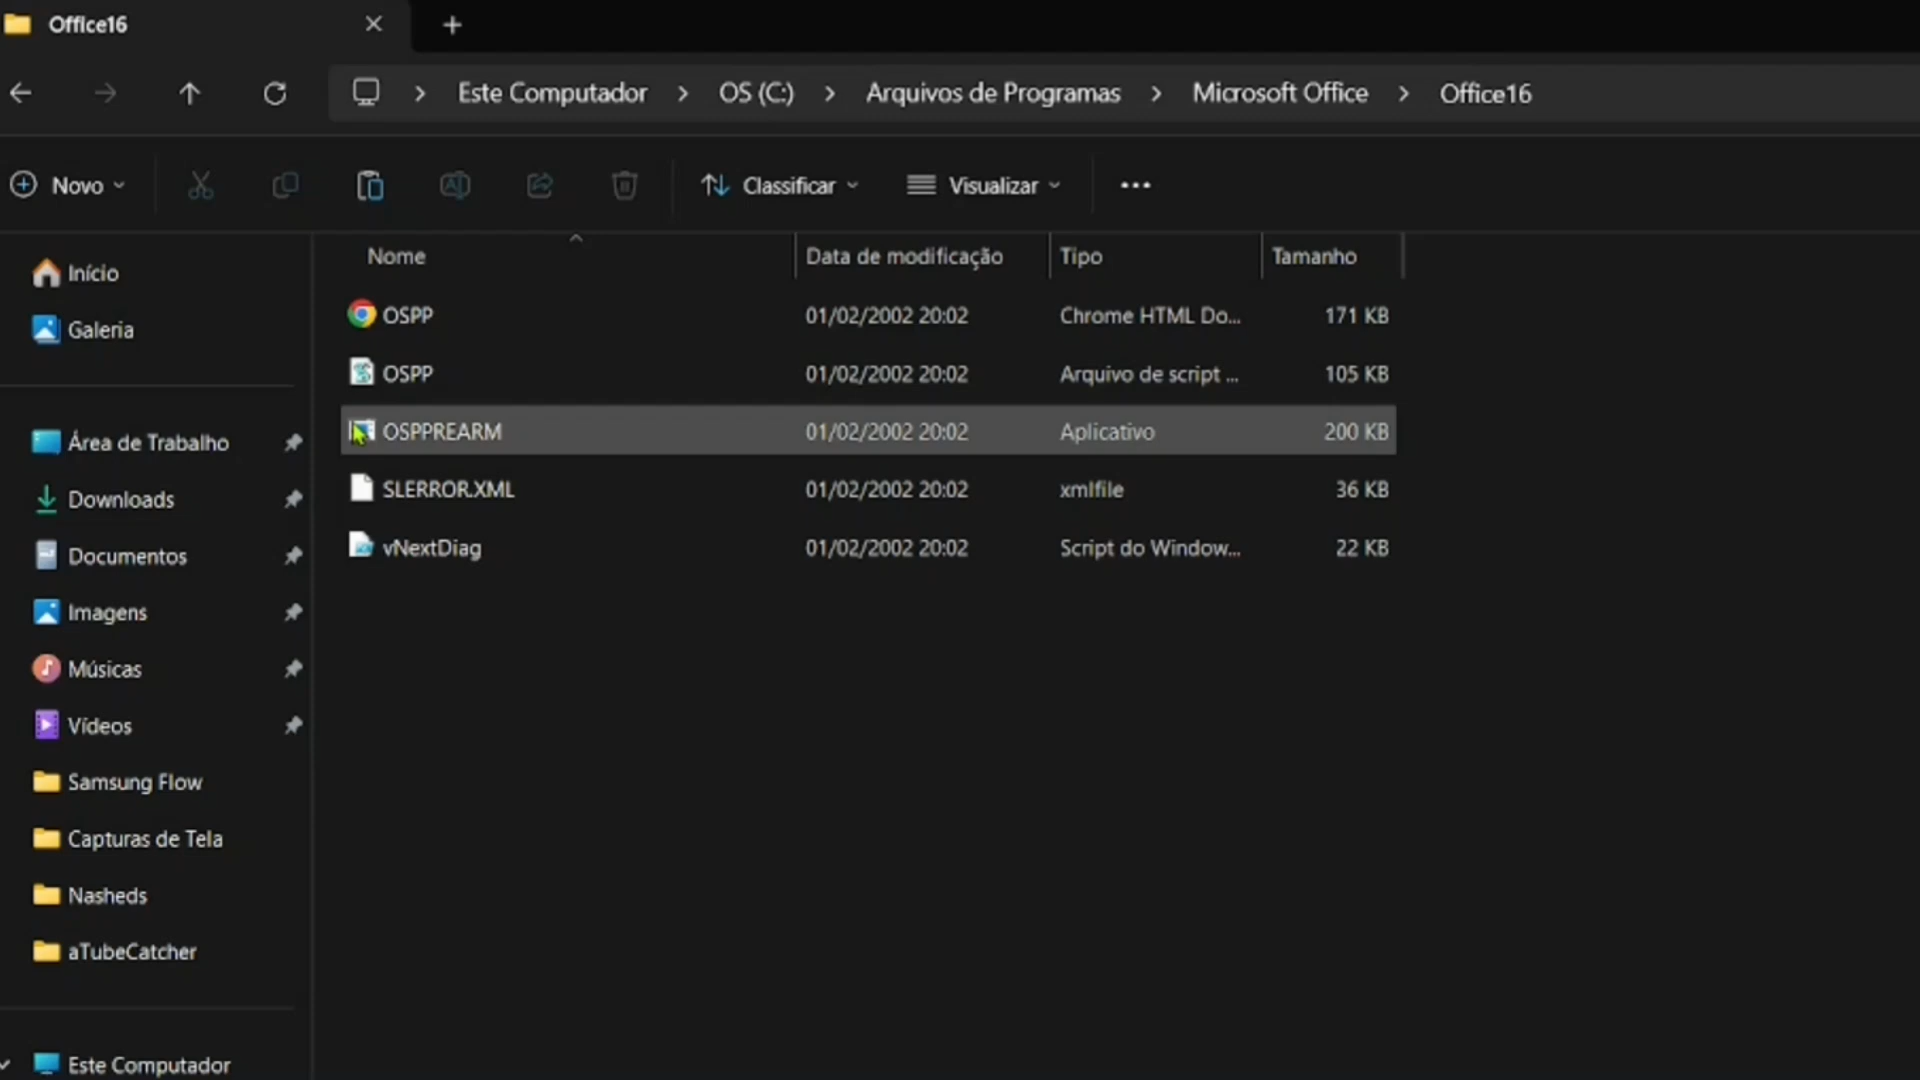 Office16
Este Computador > OS (C:) > Arquivos de Programas > Microsoft Office > Office16
Novo
Classificar
Visualizar
Nome Data de modificação Tipo Tamanho
OSPP 01/02/2002 20:02 Chrome HTML Do... 171 KB
OSPP 01/02/2002 20:02 Arquivo de script ... 105 KB
OSPPREARM 01/02/2002 20:02 Aplicativo 200 KB
SLERROR.XML 01/02/2002 20:02 xmlfile 36 KB
vNextDiag 01/02/2002 20:02 Script do Window... 22 KB
Início
Galeria
Área de Trabalho
Downloads
Documentos
Imagens
Músicas
Vídeos
Samsung Flow
Capturas de Tela
Nasheds
aTubeCatcher
Este Computador